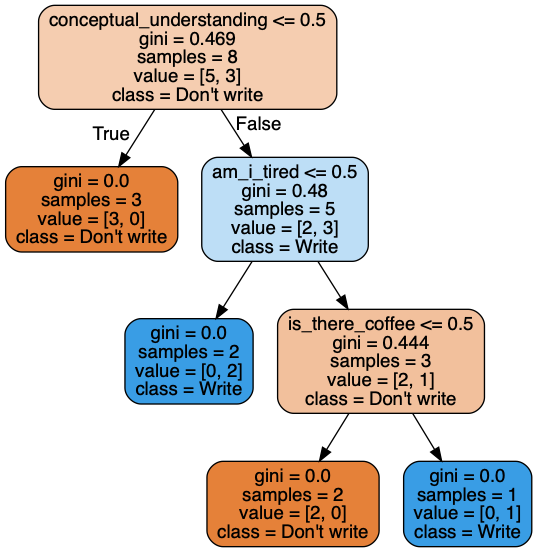 conceptual_understanding <= 0.5
gini = 0.469
samples = 8
value = [5, 3]
class = Don't write
True
False
gini = 0.0
samples = 3
value = [3, 0]
class = Don't write
am_i_tired <= 0.5
gini = 0.48
samples = 5
value = [2, 3]
class = Write
gini = 0.0
samples = 2
value = [0, 2]
class = Write
is_there_coffee <= 0.5
gini = 0.444
samples = 3
value = [2, 1]
class = Don't write
gini = 0.0
samples = 2
value = [2, 0]
class = Don't write
gini = 0.0
samples = 1
value = [0, 1]
class = Write